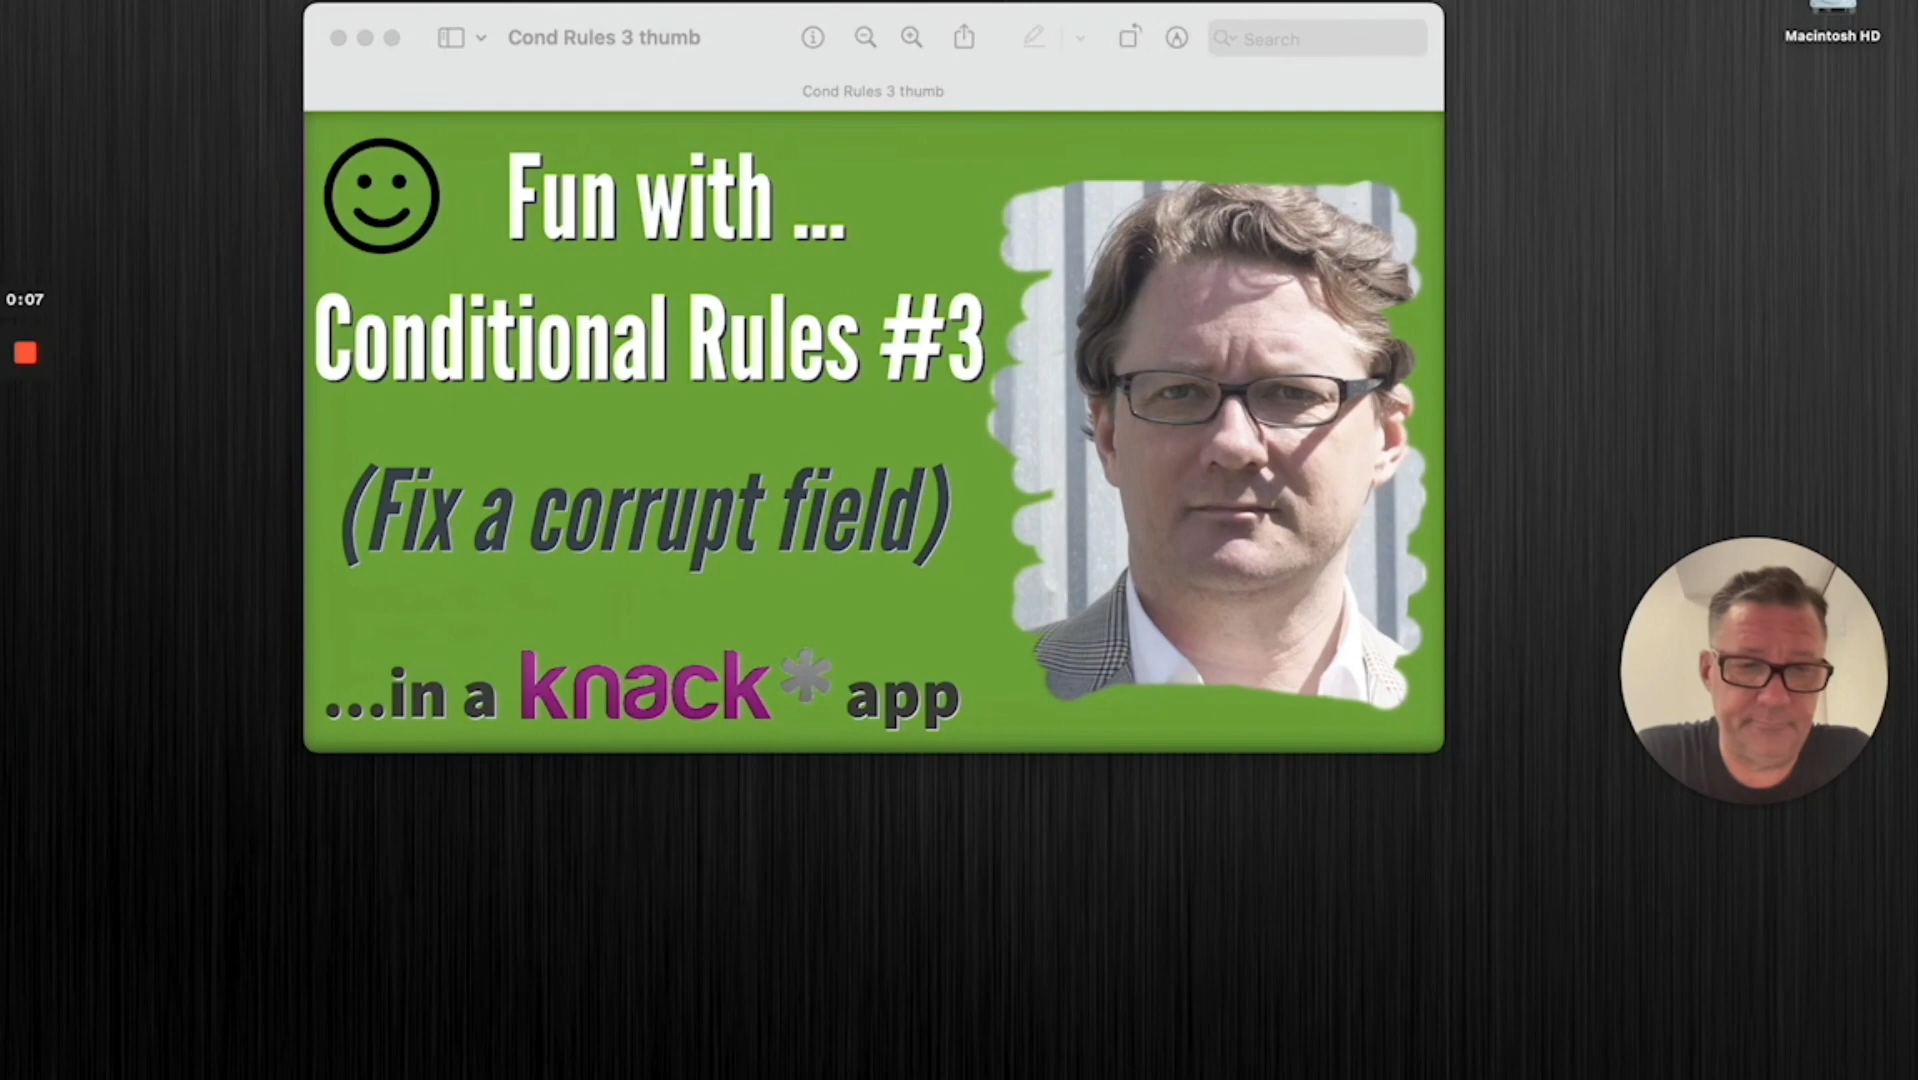 Cond Rules 3 thumb
Search
Macintosh HD
Cond Rules 3 thumb
Fun with ...
Conditional Rules #3
(Fix a corrupt field)
...in a knack* app
0:07